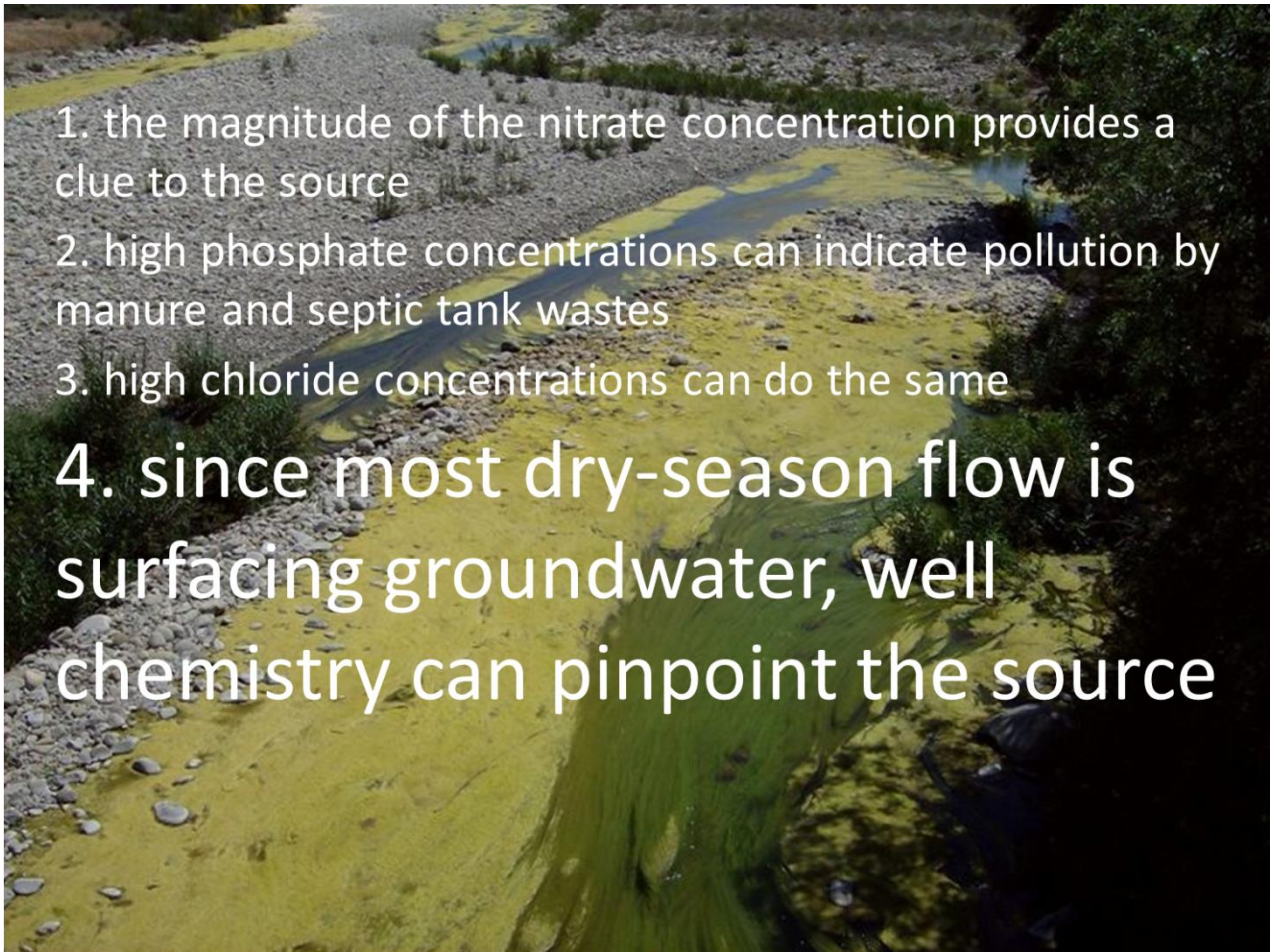 1. the magnitude of the nitrate concentration provides a
clue to the source
2. high phosphate concentrations can indicate pollution by
manure and septic tank wastes
3. high chloride concentrations can do the same
4. since most dry-season flow is
surfacing groundwater, well
chemistry can pinpoint the source